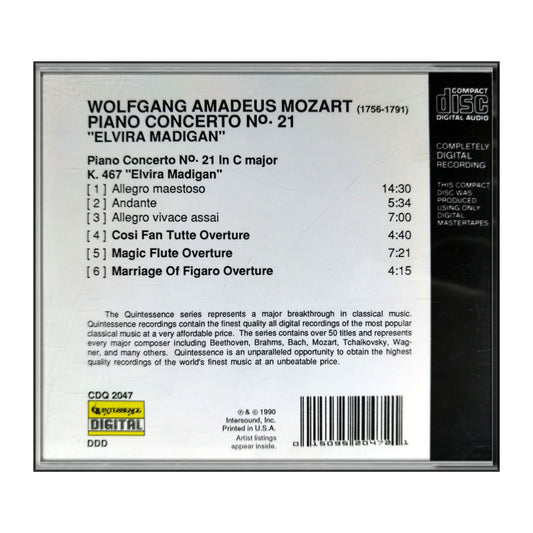 WOLFGANG AMADEUS MOZART (1756-1791)
PIANO CONCERTO No. 21
"ELVIRA MADIGAN"
Piano Concerto No. 21 In C major
K. 467 "Elvira Madigan"
[ 1 ] Allegro maestoso 14:30
[ 2 ] Andante 5:34
[ 3 ] Allegro vivace assai 7:00
[ 4 ] Cosi Fan Tutte Overture 4:40
[ 5 ] Magic Flute Overture 7:21
[ 6 ] Marriage Of Figaro Overture 4:15
The Quintessence series represents a major breakthrough in classical music.
Quintessence recordings contain the finest quality all digital recordings of the most popular
classical music at a very affordable price. The series contains over 50 titles and represents
every major composer including Beethoven, Brahms, Bach, Mozart, Tchaikovsky, Wag-
ner, and many others. Quintessence is an unparalleled opportunity to obtain the highest
quality recordings of the world's finest music at an unbeatable price.
CDQ 2047
Quintessence
DIGITAL
DDD
℗ & © 1990
Intersound, Inc.
Printed in U.S.A.
Artist listings
appear inside.
0 15095 20472 1
COMPACT
disc
DIGITAL AUDIO
COMPLETELY
DIGITAL
RECORDING
THIS COMPACT
DISC WAS
PRODUCED
USING ONLY
DIGITAL
MASTERTAPES